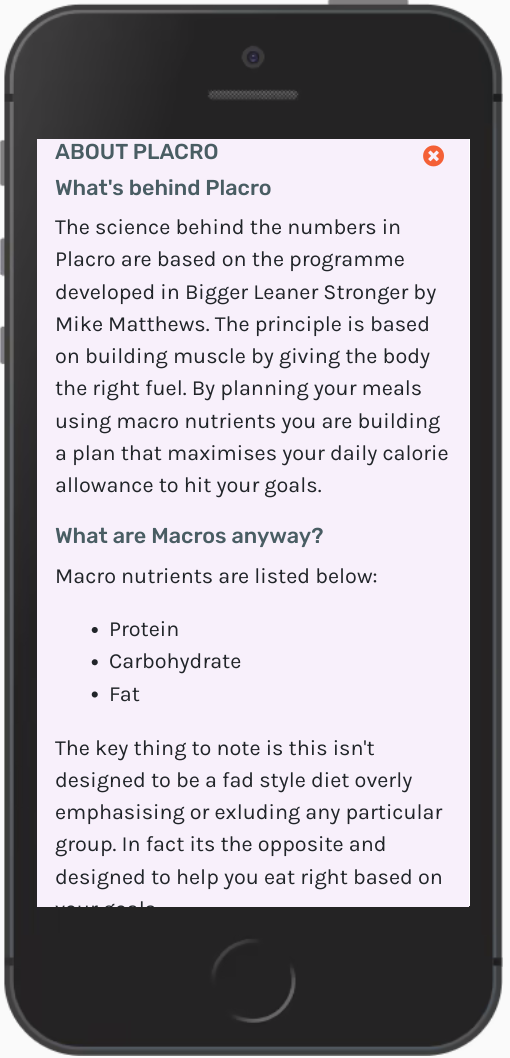 ABOUT PLACRO
What's behind Placro
The science behind the numbers in
Placro are based on the programme
developed in Bigger Leaner Stronger by
Mike Matthews. The principle is based
on building muscle by giving the body
the right fuel. By planning your meals
using macro nutrients you are building
a plan that maximises your daily calorie
allowance to hit your goals.
What are Macros anyway?
Macro nutrients are listed below:
• Protein
• Carbohydrate
• Fat
The key thing to note is this isn't
designed to be a fad style diet overly
emphasising or exluding any particular
group. In fact its the opposite and
designed to help you eat right based on
your goals.